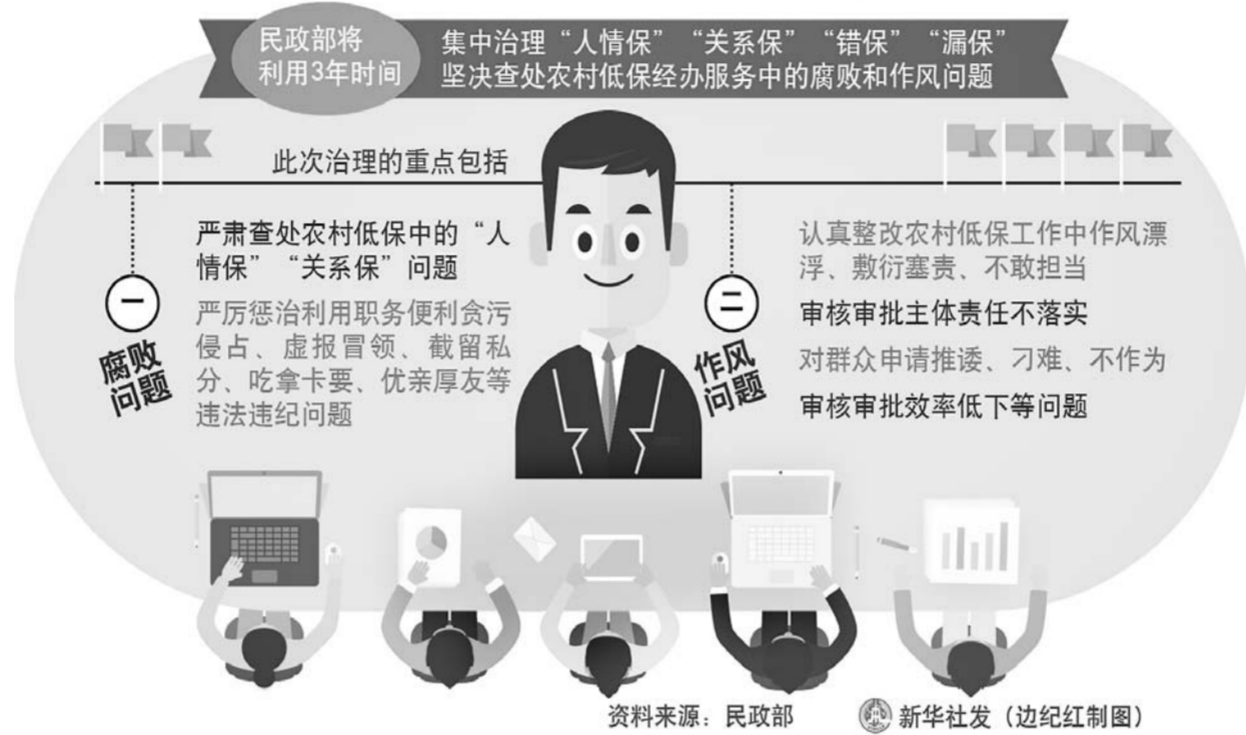 民政部将
利用3年时间
集中治理“人情保” “关系保” “错保” “漏保”
坚决查处农村低保经办服务中的腐败和作风问题
此次治理的重点包括
一
腐败
问题
严肃查处农村低保中的“人
情保” “关系保”问题
严厉惩治利用职务便利贪污
侵占、虚报冒领、截留私
分、吃拿卡要、优亲厚友等
违法违纪问题
二
作风
问题
认真整改农村低保工作中作风漂
浮、敷衍塞责、不敢担当
审核审批主体责任不落实
对群众申请推诿、刁难、不作为
审核审批效率低下等问题
资料来源：民政部
新华社发（边纪红制图）